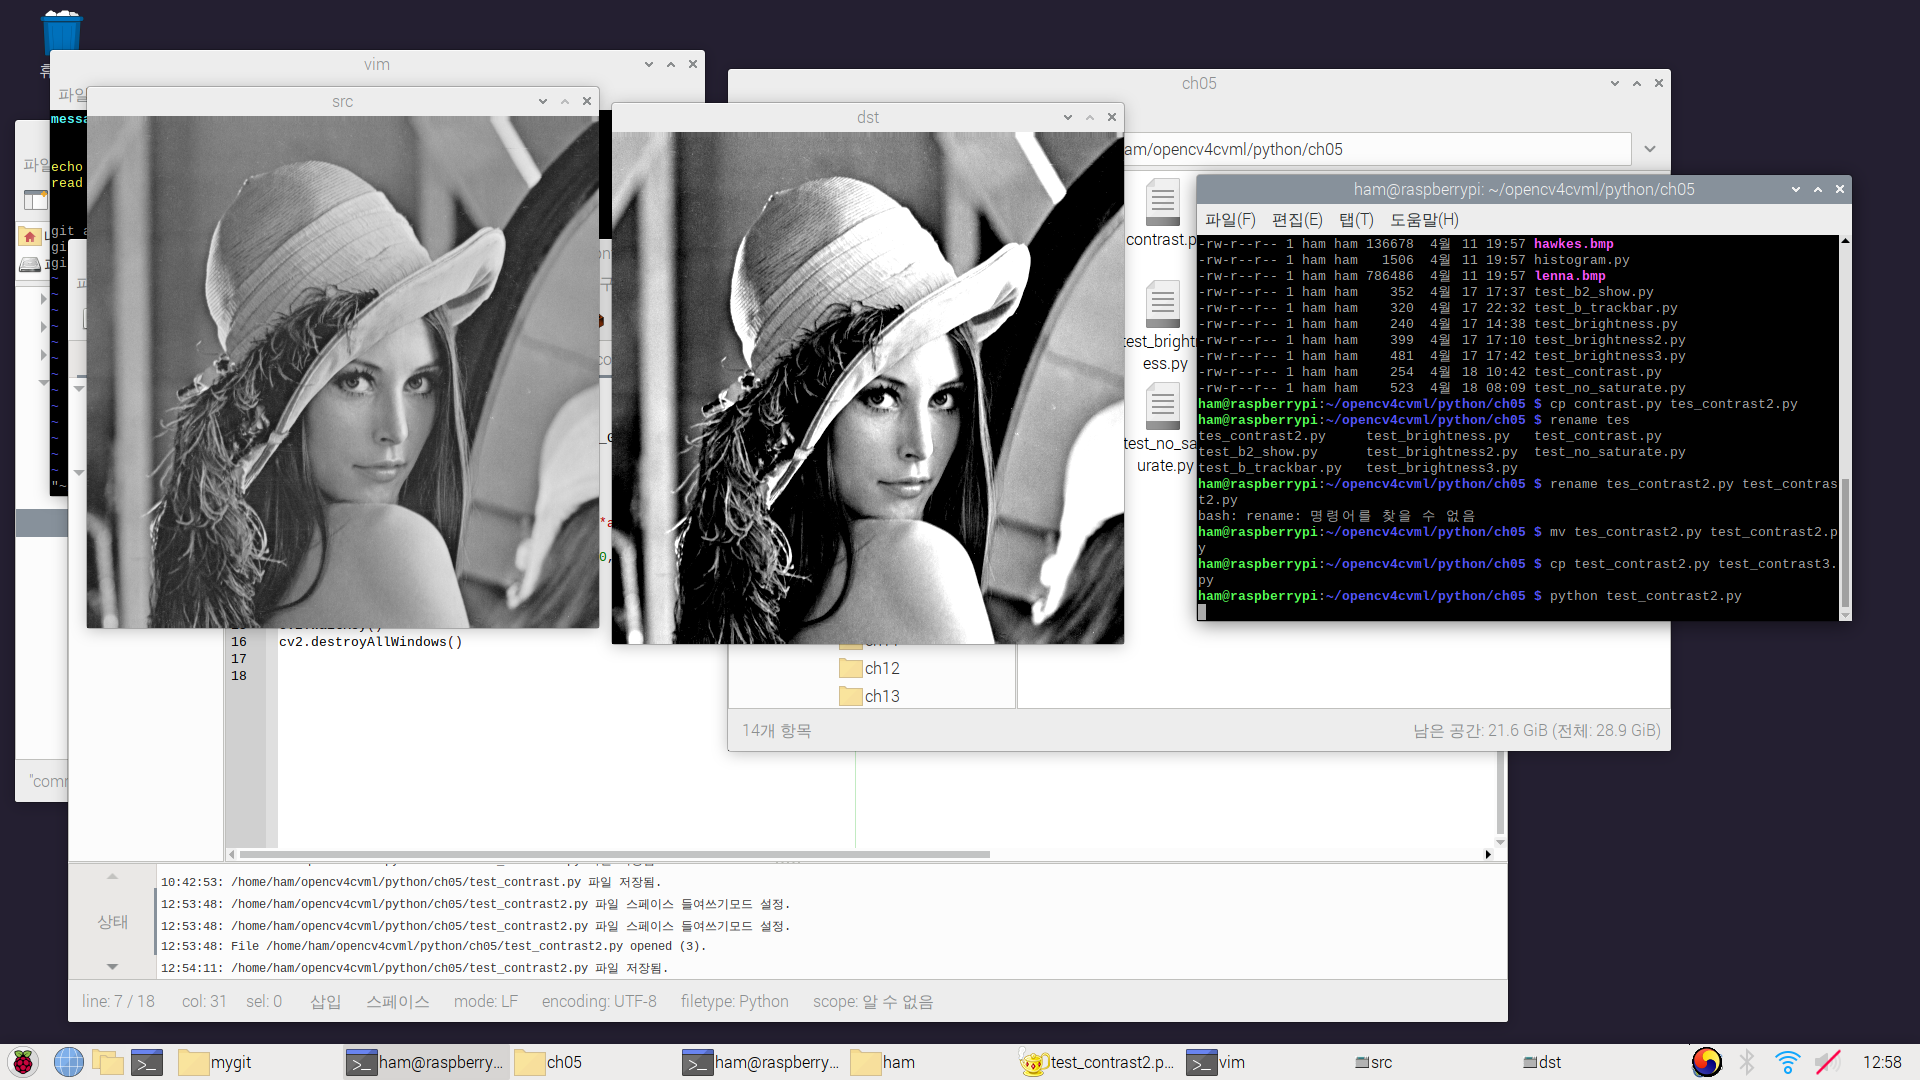 vim
파일
messa
echo
read
git a
gi
gi
"~
src
dst
ch05
am/opencv4cvml/python/ch05
contrast.p
test_bright
ess.py
test_no_sa
urate.py
ch12
ch13
14개 항목
남은 공간: 21.6 GiB (전체: 28.9 GiB)
ham@raspberrypi: ~/opencv4cvml/python/ch05
파일(F) 편집(E) 탭(T) 도움말(H)
-rw-r--r-- 1 ham ham 136678 4월 11 19:57 hawkes.bmp
-rw-r--r-- 1 ham ham 1506 4월 11 19:57 histogram.py
-rw-r--r-- 1 ham ham 786486 4월 11 19:57 lenna.bmp
-rw-r--r-- 1 ham ham 352 4월 17 17:37 test_b2_show.py
-rw-r--r-- 1 ham ham 320 4월 17 22:32 test_b_trackbar.py
-rw-r--r-- 1 ham ham 240 4월 17 14:38 test_brightness.py
-rw-r--r-- 1 ham ham 399 4월 17 17:10 test_brightness2.py
-rw-r--r-- 1 ham ham 481 4월 17 17:42 test_brightness3.py
-rw-r--r-- 1 ham ham 254 4월 18 10:42 test_contrast.py
-rw-r--r-- 1 ham ham 523 4월 18 08:09 test_no_saturate.py
ham@raspberrypi:~/opencv4cvml/python/ch05 $ cp contrast.py tes_contrast2.py
ham@raspberrypi:~/opencv4cvml/python/ch05 $ rename tes
tes_contrast2.py test_brightness.py test_contrast.py
test_b2_show.py test_brightness2.py test_no_saturate.py
test_b_trackbar.py test_brightness3.py
ham@raspberrypi:~/opencv4cvml/python/ch05 $ rename tes_contrast2.py test_contras
t2.py
bash: rename: 명령어를 찾을 수 없음
ham@raspberrypi:~/opencv4cvml/python/ch05 $ mv tes_contrast2.py test_contrast2.p
y
ham@raspberrypi:~/opencv4cvml/python/ch05 $ cp test_contrast2.py test_contrast3.
py
ham@raspberrypi:~/opencv4cvml/python/ch05 $ python test_contrast2.py
16 cv2.destroyAllWindows()
17
18
"comm
10:42:53: /home/ham/opencv4cvml/python/ch05/test_contrast.py 파일 저장됨.
12:53:48: /home/ham/opencv4cvml/python/ch05/test_contrast2.py 파일 스페이스 들여쓰기모드 설정.
12:53:48: /home/ham/opencv4cvml/python/ch05/test_contrast2.py 파일 스페이스 들여쓰기모드 설정.
12:53:48: File /home/ham/opencv4cvml/python/ch05/test_contrast2.py opened (3).
12:54:11: /home/ham/opencv4cvml/python/ch05/test_contrast2.py 파일 저장됨.
상태
line: 7 / 18 col: 31 sel: 0 삽입 스페이스 mode: LF encoding: UTF-8 filetype: Python scope: 알 수 없음
mygit ham@raspberry... ch05 ham@raspberry... ham test_contrast2.p... vim src dst 12:58